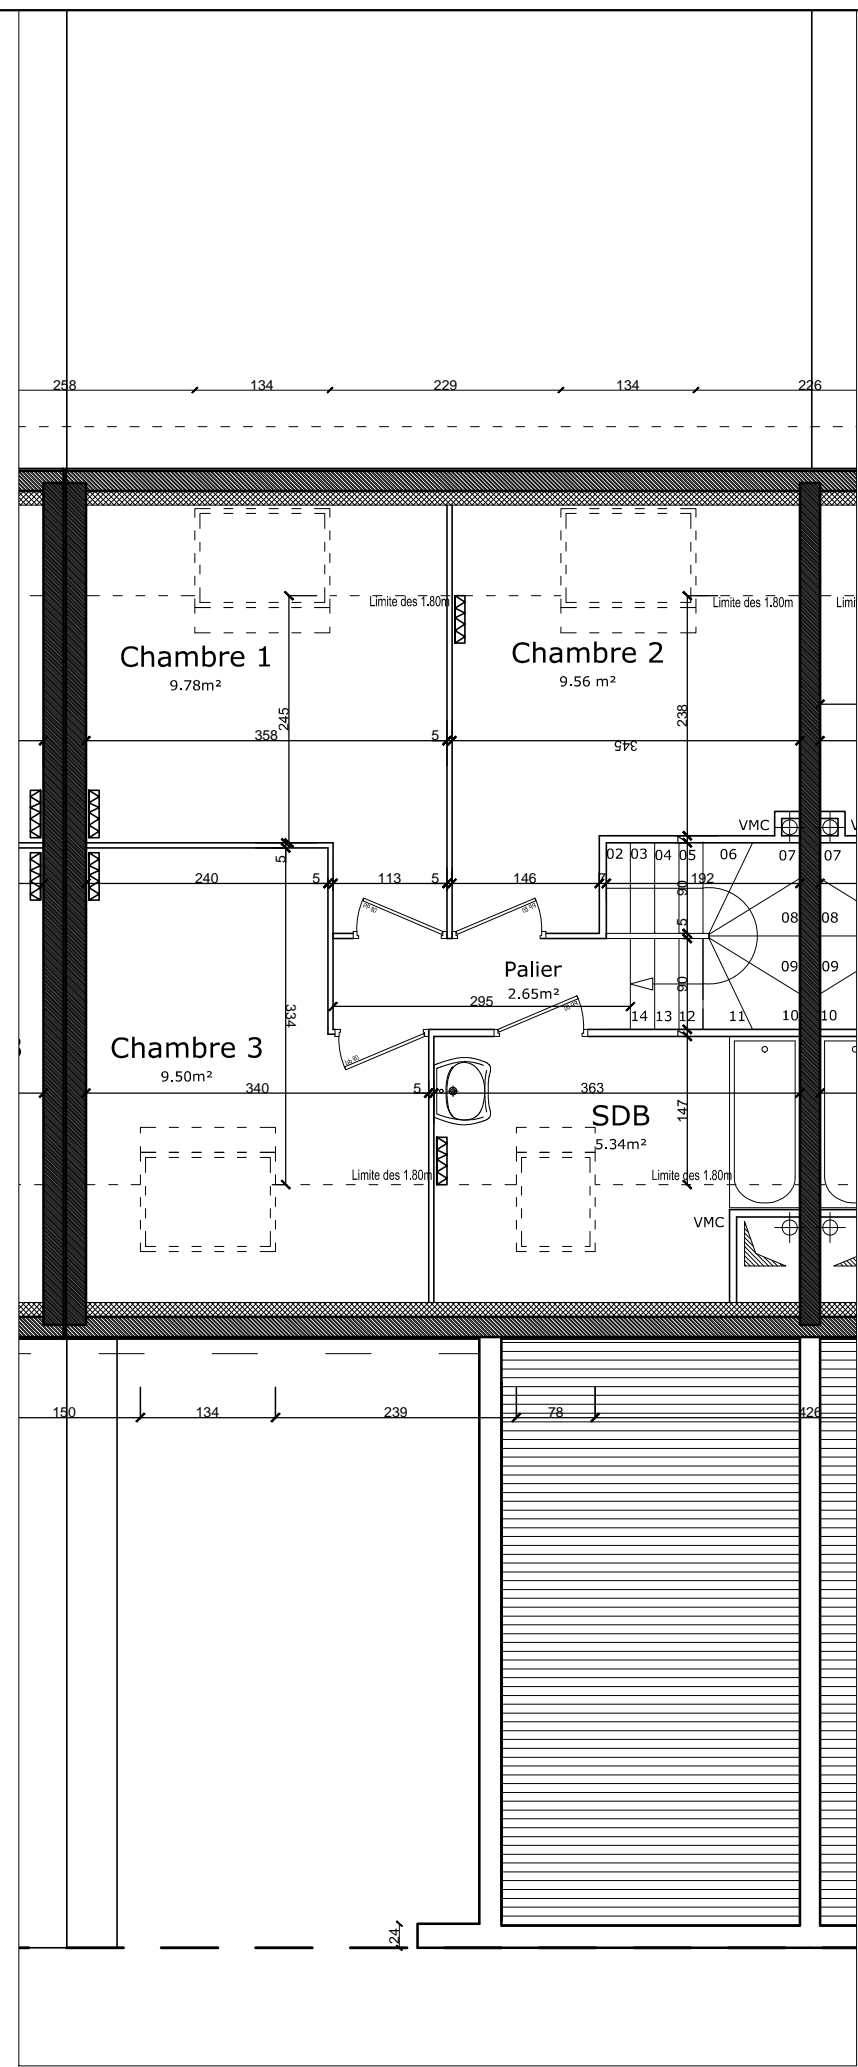 258 134 229 134 226
Limite des 1.80m
Limite des 1.80m
Chambre 1
9.78m²
Chambre 2
9.56 m²
245
238
358 5
345
VMC
02 03 04 05 06 07 07
5
240 5 113 5 146 7 192
90
5
08 08
Palier
2.65m²
09 09
90
295
334
14 13 12 11 10 10
7
Chambre 3
9.50m²
340 5 363
147
SDB
5.34m²
Limite des 1.80m
Limite des 1.80m
VMC
150 134 239 78 426
24